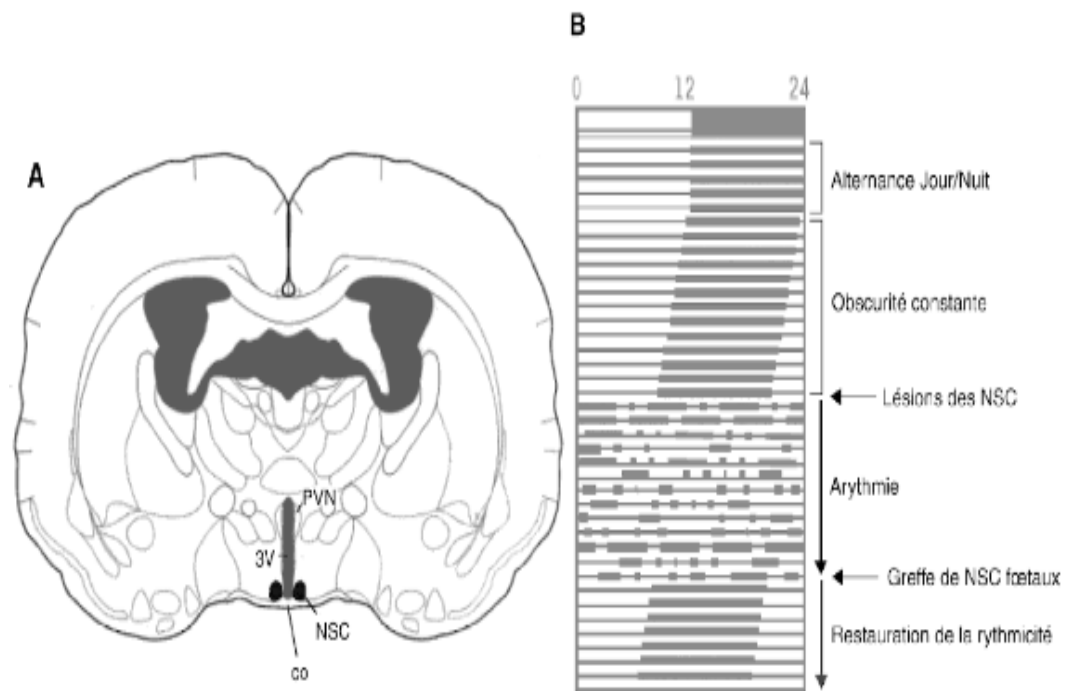 A
PVN
3V
NSC
co
B
0 12 24
Alternance Jour/Nuit
Obscurité constante
Lésions des NSC
Arythmie
Greffe de NSC fœtaux
Restauration de la rythmicité